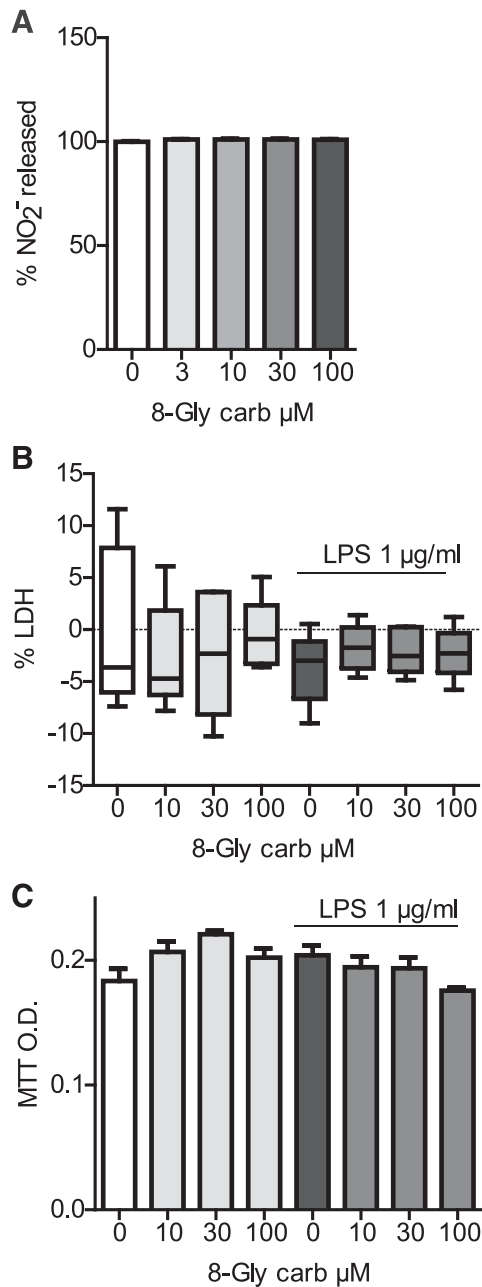 A
150
100
50
0
% NO2- released
0 3 10 30 100
8-Gly carb µM
B
15
10
5
0
-5
-10
-15
% LDH
LPS 1 µg/ml
0 10 30 100 0 10 30 100
8-Gly carb µM
C
0.2
0.1
0.0
MTT O.D.
LPS 1 µg/ml
0 10 30 100 0 10 30 100
8-Gly carb µM